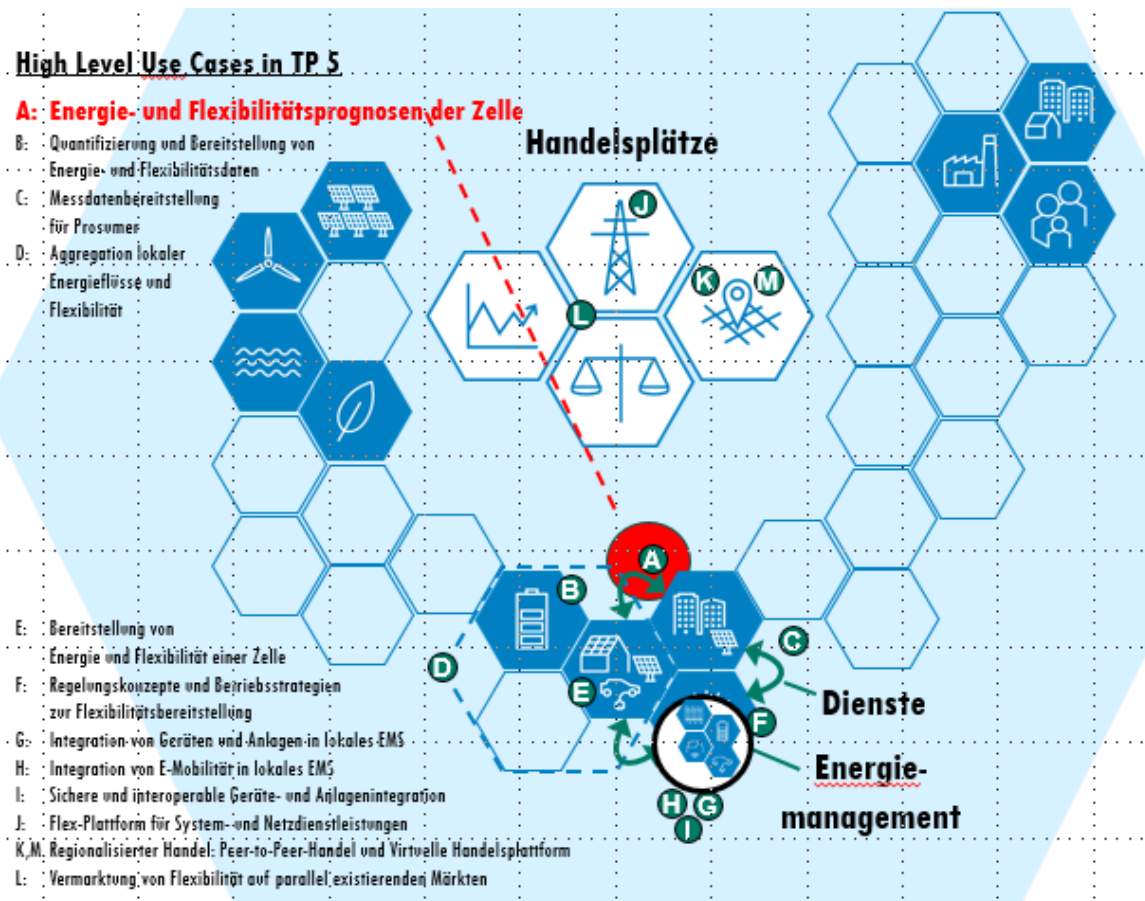 High Level Use Cases in TP 5
A: Energie- und Flexibilitätsprognosen der Zelle
B: Quantifizierung und Bereitstellung von
Energie- und Flexibilitätsdaten
C: Messdatenbereitstellung
für Prosumer
D: Aggregation lokaler
Energieflüsse und
Flexibilität
Handelsplätze
J
K
M
L
A
B
C
D
E
F
Dienste
Energie-
management
H
G
I
E: Bereitstellung von
Energie und Flexibilität einer Zelle
F: Regelungskonzepte und Betriebsstrategien
zur Flexibilitätsbereitstellung
G: Integration von Geräten und Anlagen in lokales EMS
H: Integration von E-Mobilität in lokales EMS
I: Sichere und interoperable Geräte- und Anlagenintegration
J: Flex-Plattform für System- und Netzdienstleistungen
K,M. Regionalisierter Handel: Peer-to-Peer-Handel und Virtuelle Handelsplattform
L: Vermarktung von Flexibilität auf parallel existierenden Märkten